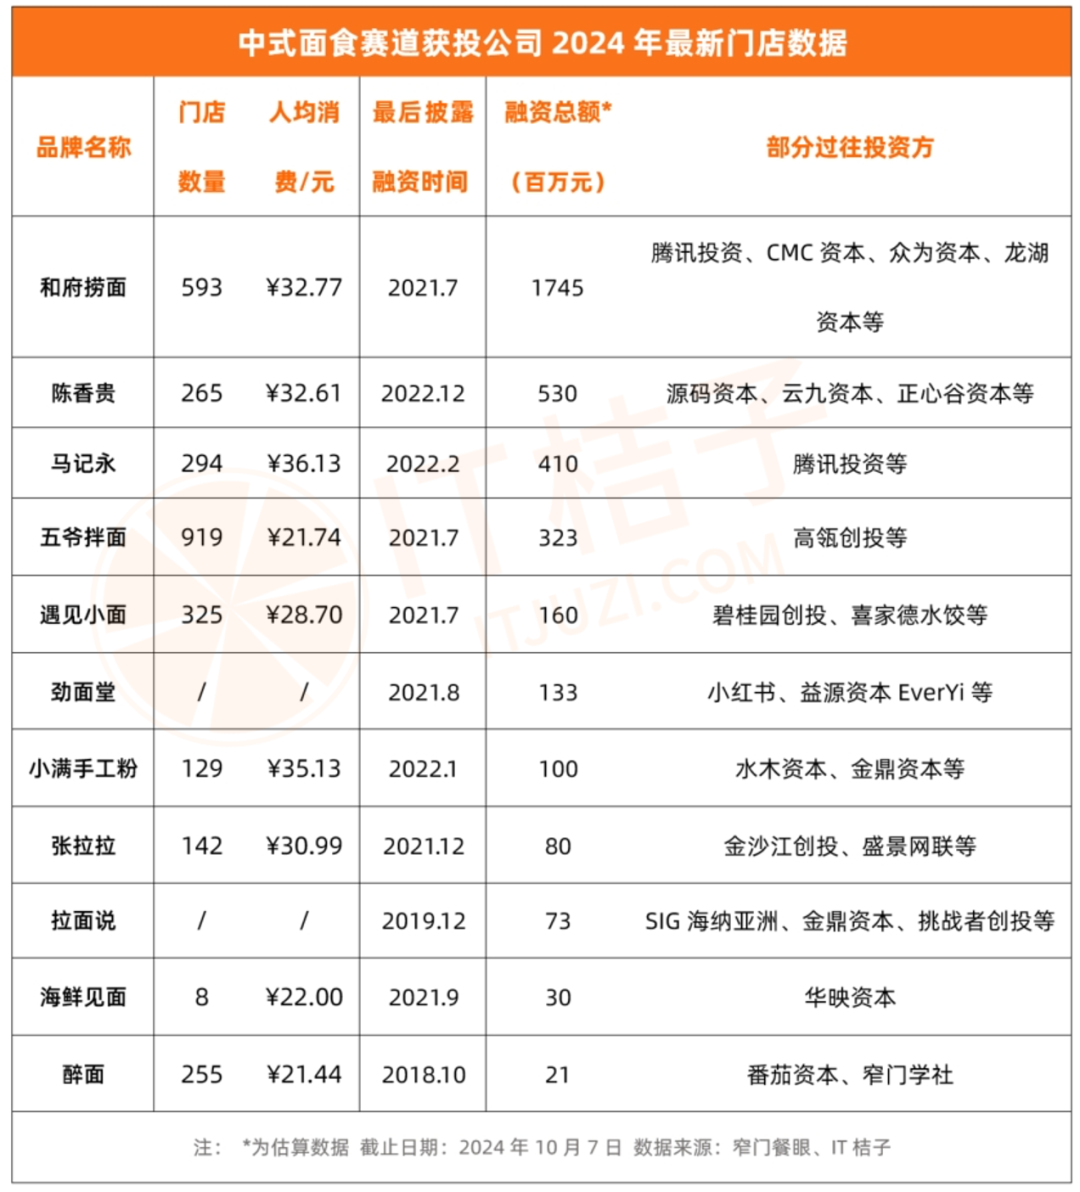 中式面食赛道获投公司 2024 年最新门店数据
品牌名称 门店数量 人均消费/元 最后披露融资时间 融资总额*（百万元） 部分过往投资方
和府捞面 593 ¥32.77 2021.7 1745 腾讯投资、CMC 资本、众为资本、龙湖资本等
陈香贵 265 ¥32.61 2022.12 530 源码资本、云九资本、正心谷资本等
马记永 294 ¥36.13 2022.2 410 腾讯投资等
五爷拌面 919 ¥21.74 2021.7 323 高瓴创投等
遇见小面 325 ¥28.70 2021.7 160 碧桂园创投、喜家德水饺等
劲面堂 / / 2021.8 133 小红书、益源资本 EverYi 等
小满手工粉 129 ¥35.13 2022.1 100 水木资本、金鼎资本等
张拉拉 142 ¥30.99 2021.12 80 金沙江创投、盛景网联等
拉面说 / / 2019.12 73 SIG 海纳亚洲、金鼎资本、挑战者创投等
海鲜见面 8 ¥22.00 2021.9 30 华映资本
醉面 255 ¥21.44 2018.10 21 番茄资本、窄门学社
注： *为估算数据 截止日期：2024 年 10 月 7 日 数据来源：窄门餐眼、IT 桔子
IT桔子
ITJUZI.COM